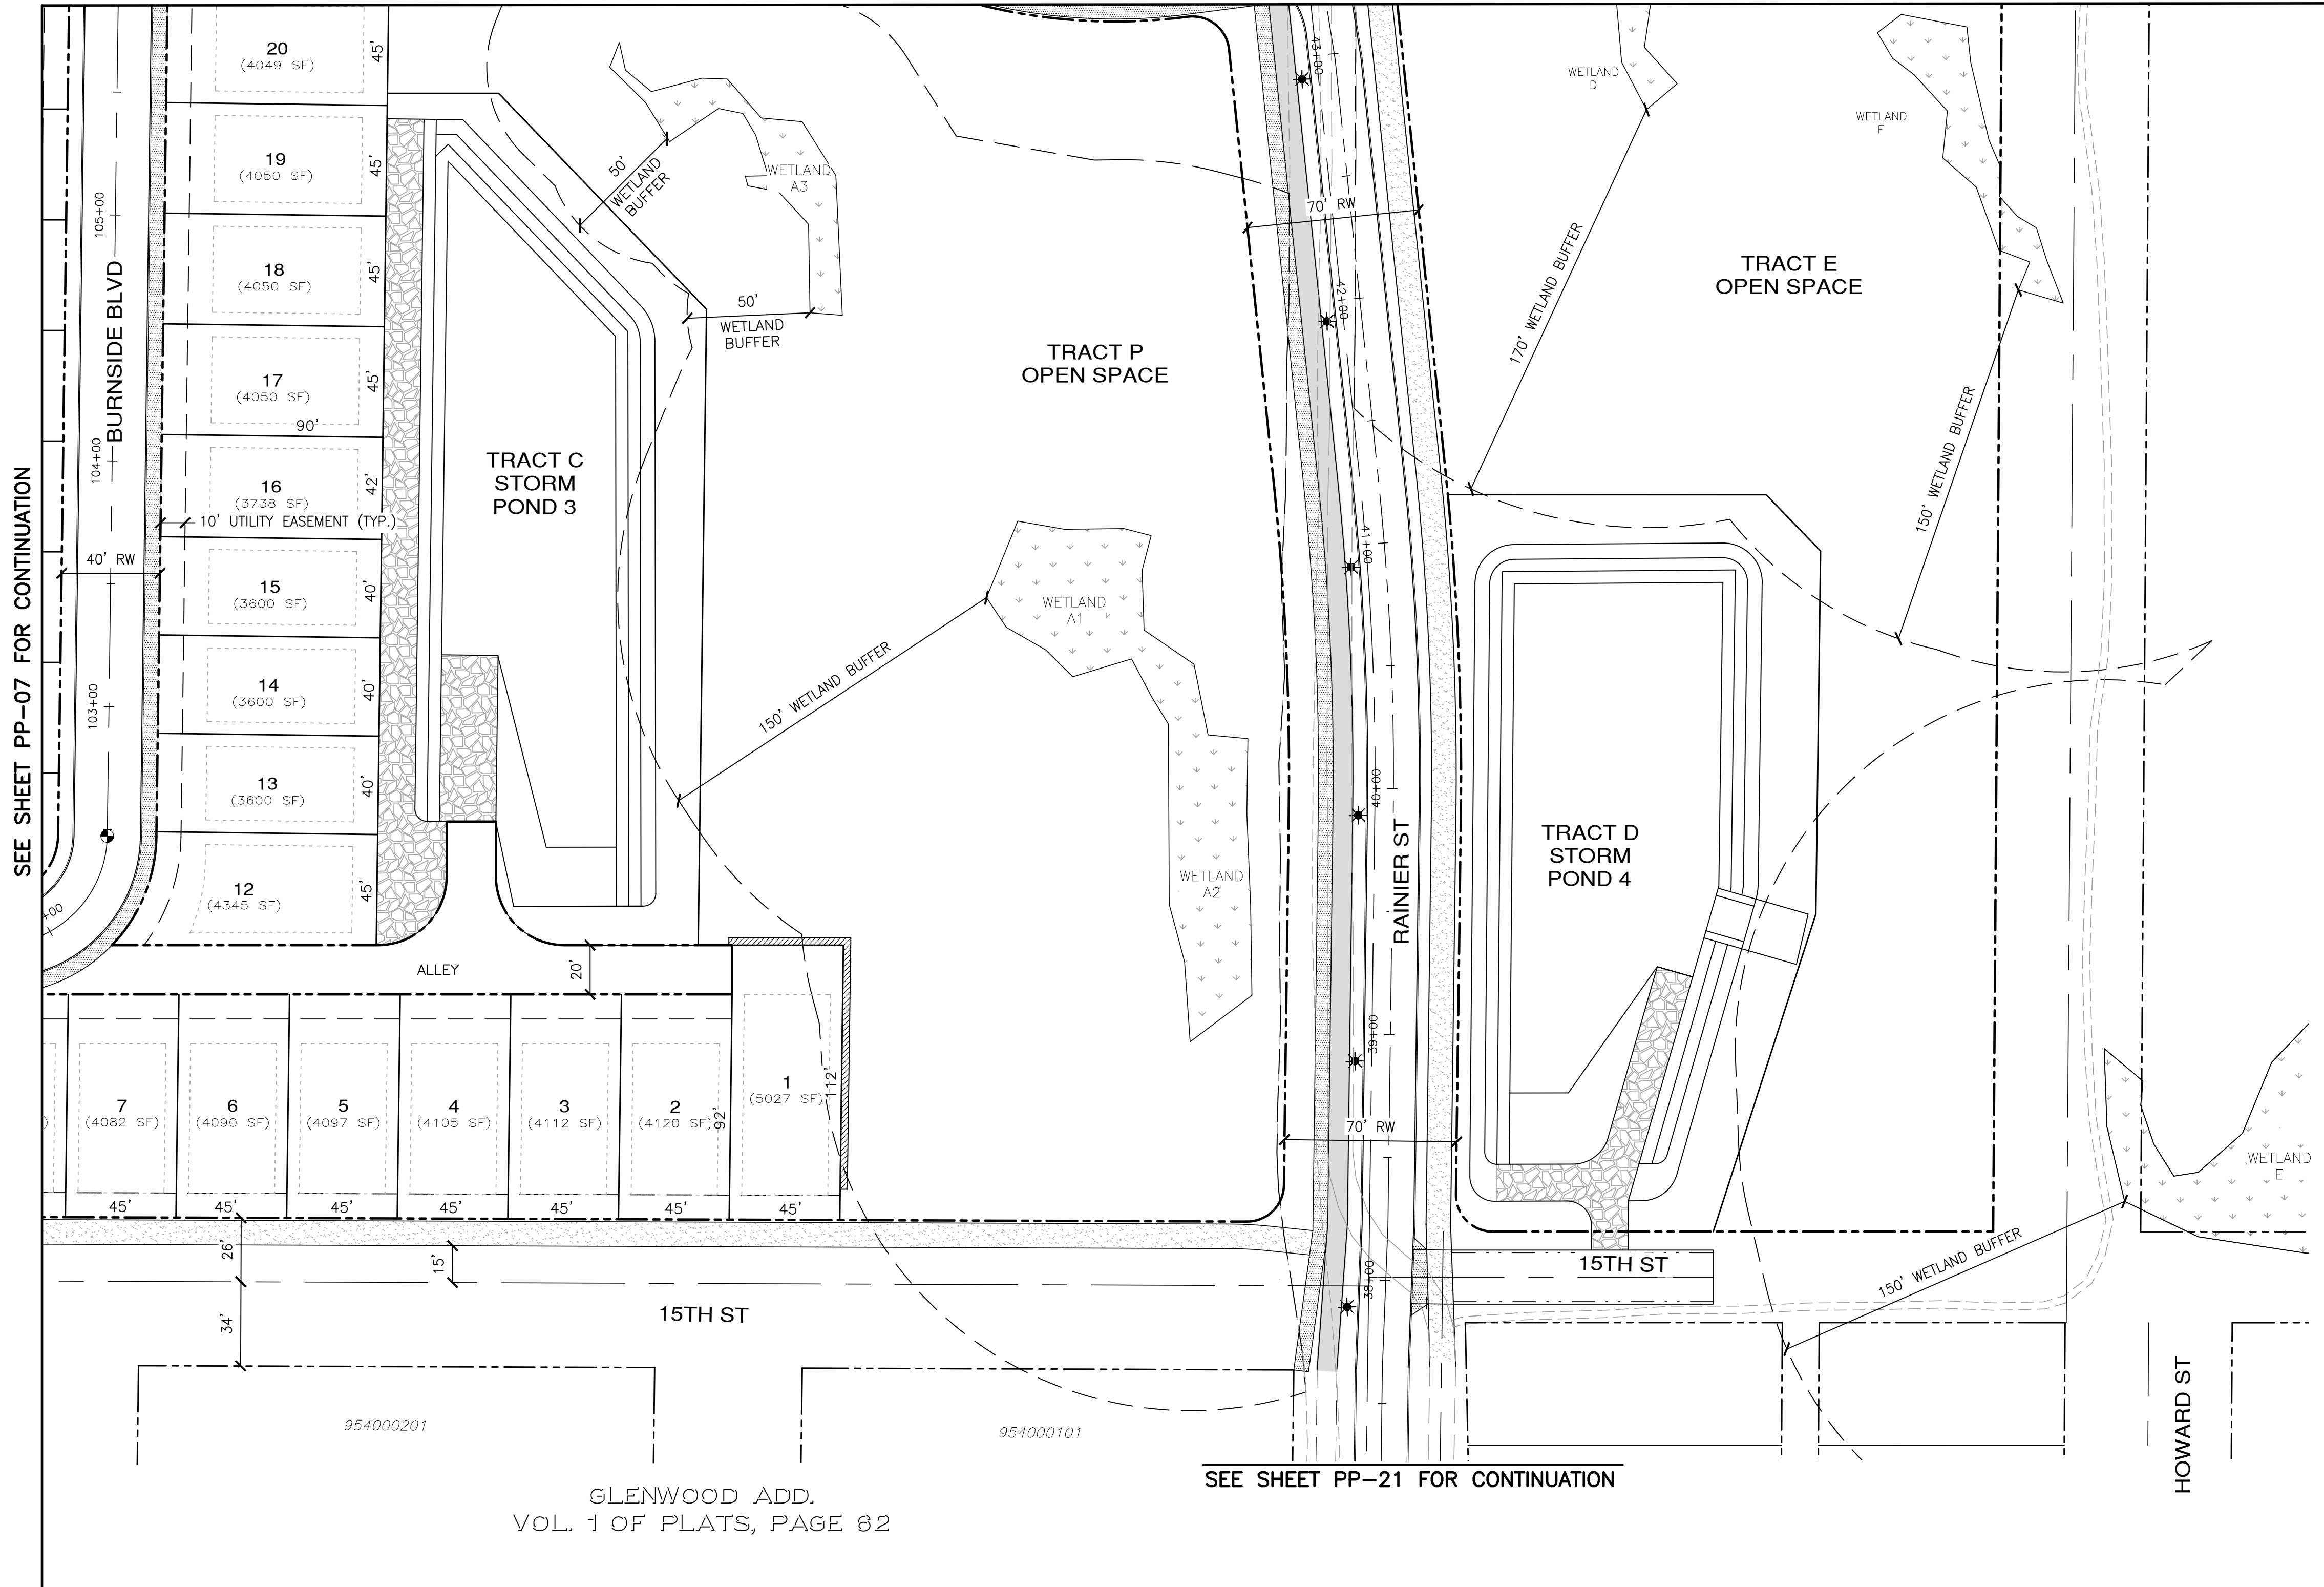 20
(4049 SF)
45'
19
(4050 SF)
45'
18
(4050 SF)
45'
17
(4050 SF)
45'
90'
16
(3738 SF)
42'
10' UTILITY EASEMENT (TYP.)
40' RW
15
(3600 SF)
40'
14
(3600 SF)
40'
13
(3600 SF)
40'
12
(4345 SF)
45'
105+00
104+00
103+00
+00
BURNSIDE BLVD
SEE SHEET PP-07 FOR CONTINUATION
TRACT C
STORM
POND 3
50'
WETLAND
BUFFER
WETLAND
A3
50'
WETLAND
BUFFER
TRACT P
OPEN SPACE
WETLAND
A1
150' WETLAND BUFFER
WETLAND
A2
43+00
70' RW
42+00
41+00
40+00
RAINIER ST
39+00
70' RW
38+00
WETLAND
D
WETLAND
F
170' WETLAND BUFFER
TRACT E
OPEN SPACE
150' WETLAND BUFFER
TRACT D
STORM
POND 4
ALLEY
20'
)
7
(4082 SF)
45'
6
(4090 SF)
45'
5
(4097 SF)
45'
4
(4105 SF)
45'
3
(4112 SF)
45'
2
(4120 SF)
92'
45'
1
(5027 SF)
112'
45'
26'
15'
34'
15TH ST
15TH ST
WETLAND
E
150' WETLAND BUFFER
HOWARD ST
954000201
954000101
SEE SHEET PP-21 FOR CONTINUATION
GLENWOOD ADD.
VOL. 1 OF PLATS, PAGE 62